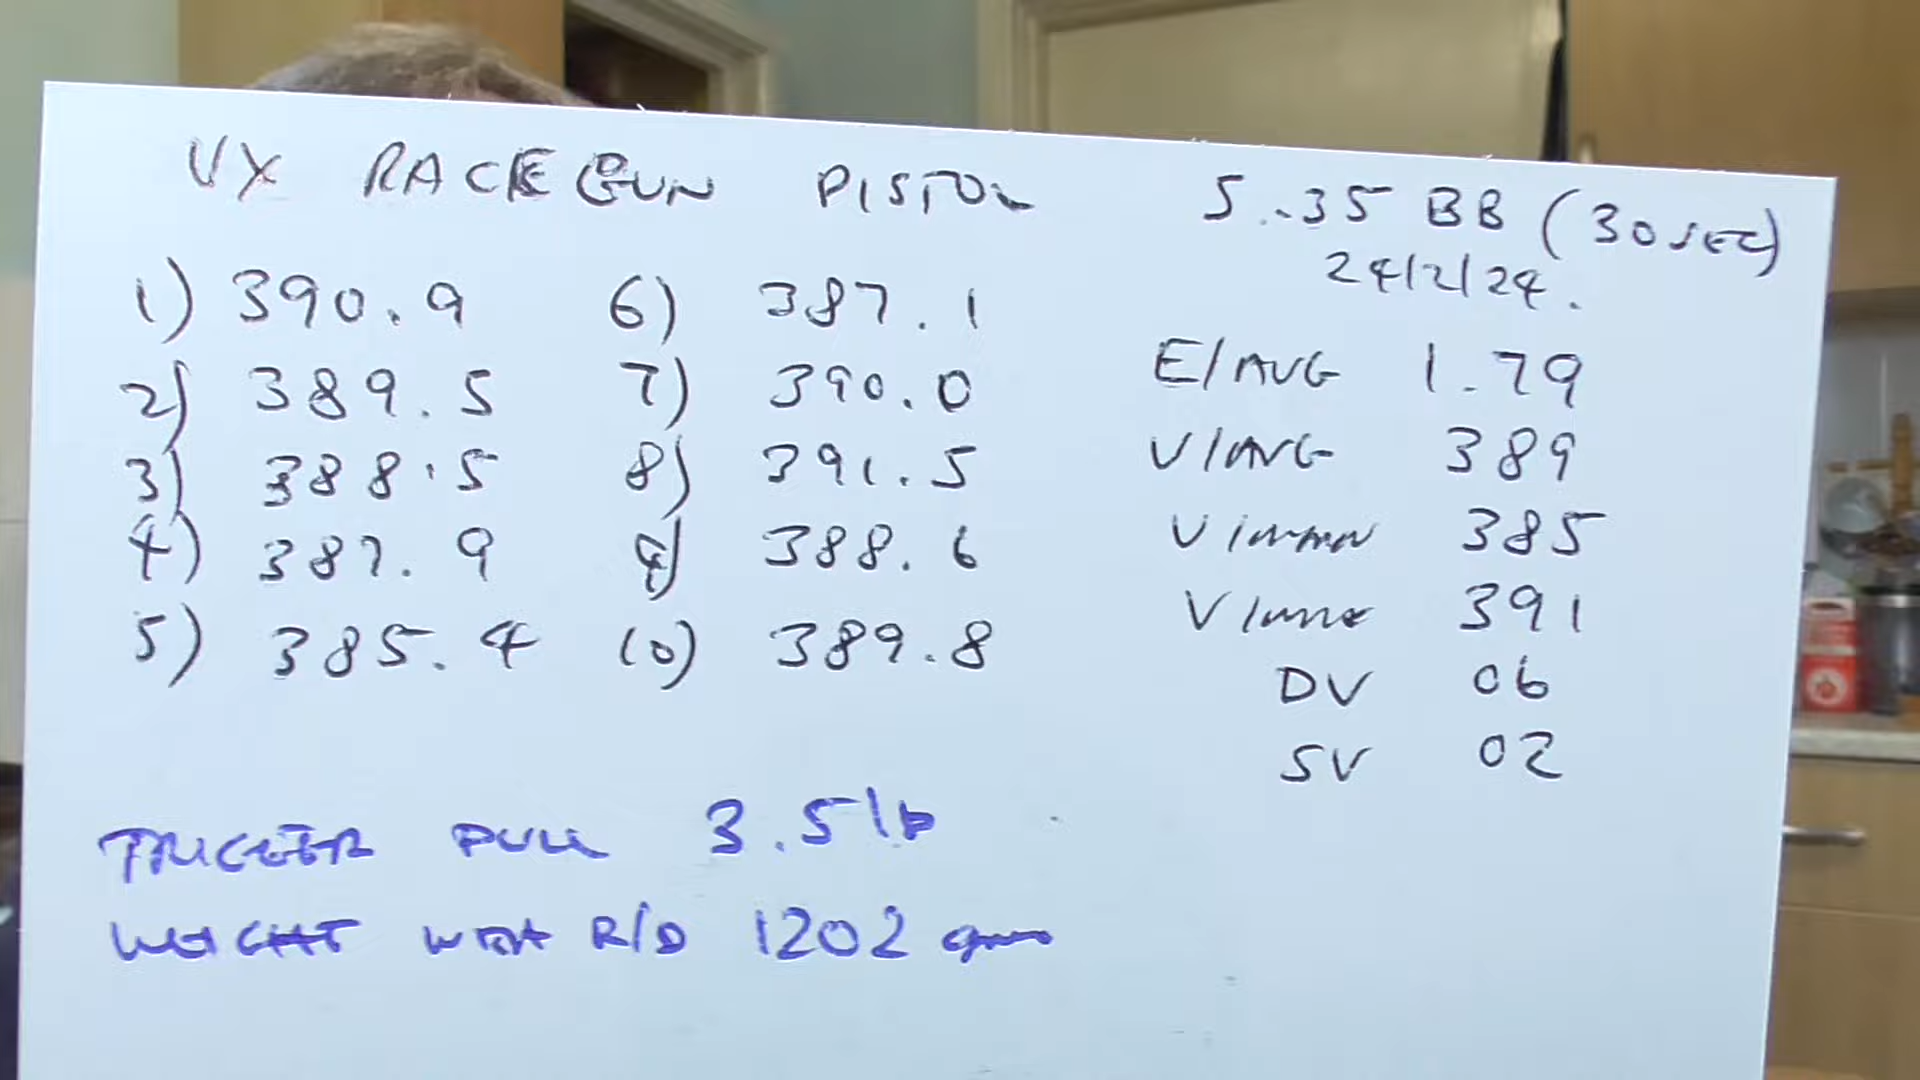 VX RACEGUN PISTOL
5.35 BB (30 SEC)
24/2/24.
1) 390.9
2) 389.5
3) 388.5
4) 387.9
5) 385.4
6) 387.1
7) 390.0
8) 391.5
9) 388.6
10) 389.8
E/AVG 1.79
V/AVG 389
V/min 385
V/max 391
DV 06
SV 02
TRIGGER PULL 3.5lb
WEIGHT WITH R/D 1202 gms